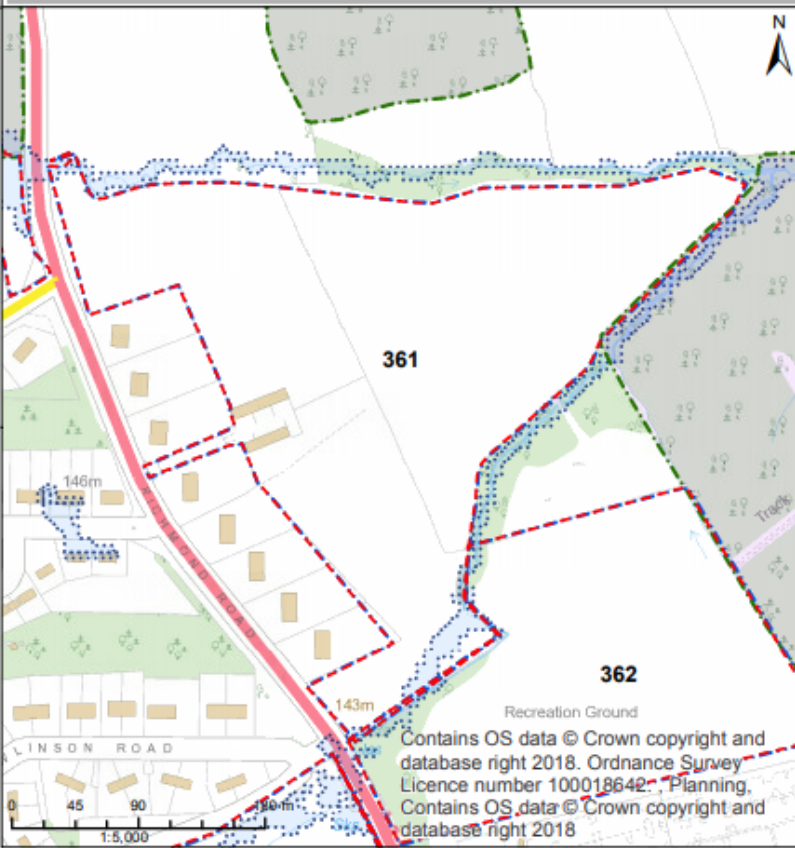 N
361
146m
RICHMOND ROAD
Track
362
143m
Recreation Ground
LINSON ROAD
Contains OS data © Crown copyright and
database right 2018. Ordnance Survey
Licence number 100018642. , Planning,
Contains OS data © Crown copyright and
database right 2018
0 45 90 180 m
1:5,000